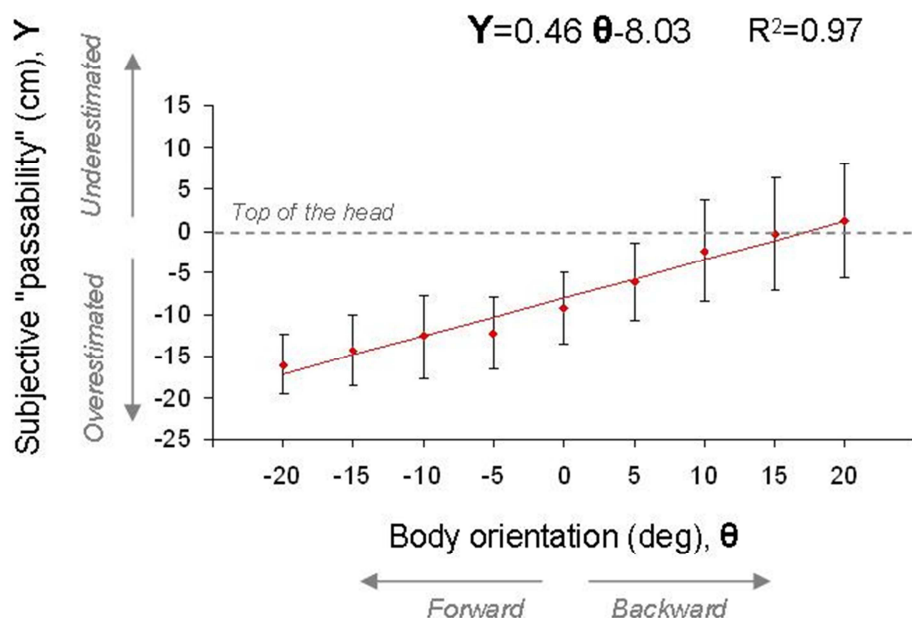 Y=0.46 θ-8.03 R²=0.97
Subjective "passability" (cm), Y
Underestimated
Overestimated
15
10
5
0
-5
-10
-15
-20
-25
Top of the head
-20 -15 -10 -5 0 5 10 15 20
Body orientation (deg), θ
Forward Backward